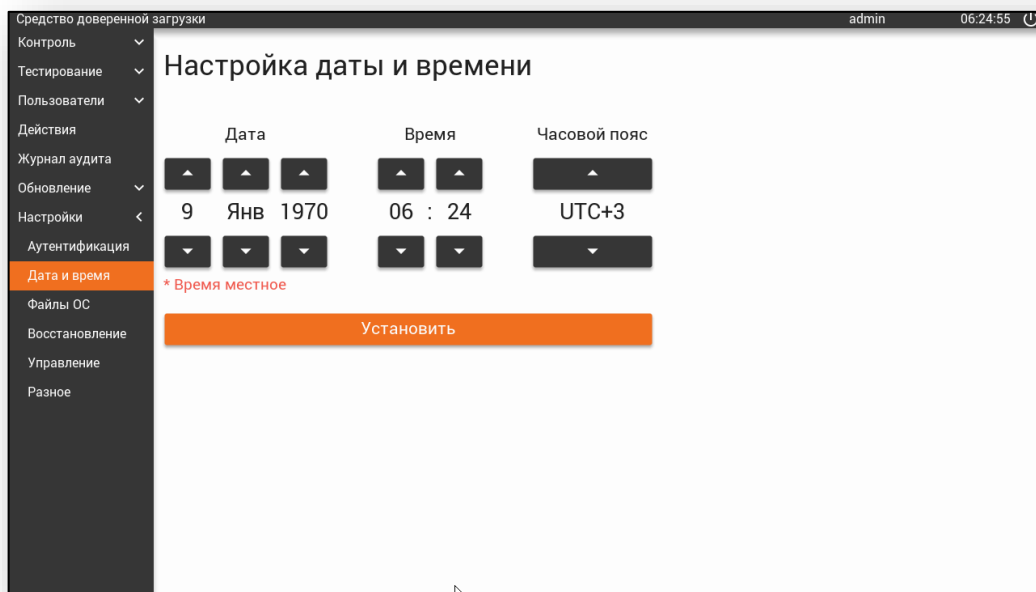 Средство доверенной загрузки admin 06:24:55
Контроль
Тестирование
Пользователи
Действия
Журнал аудита
Обновление
Настройки
Аутентификация
Дата и время
Файлы ОС
Восстановление
Управление
Разное
Настройка даты и времени
Дата Время Часовой пояс
9 Янв 1970 06 : 24 UTC+3
* Время местное
Установить